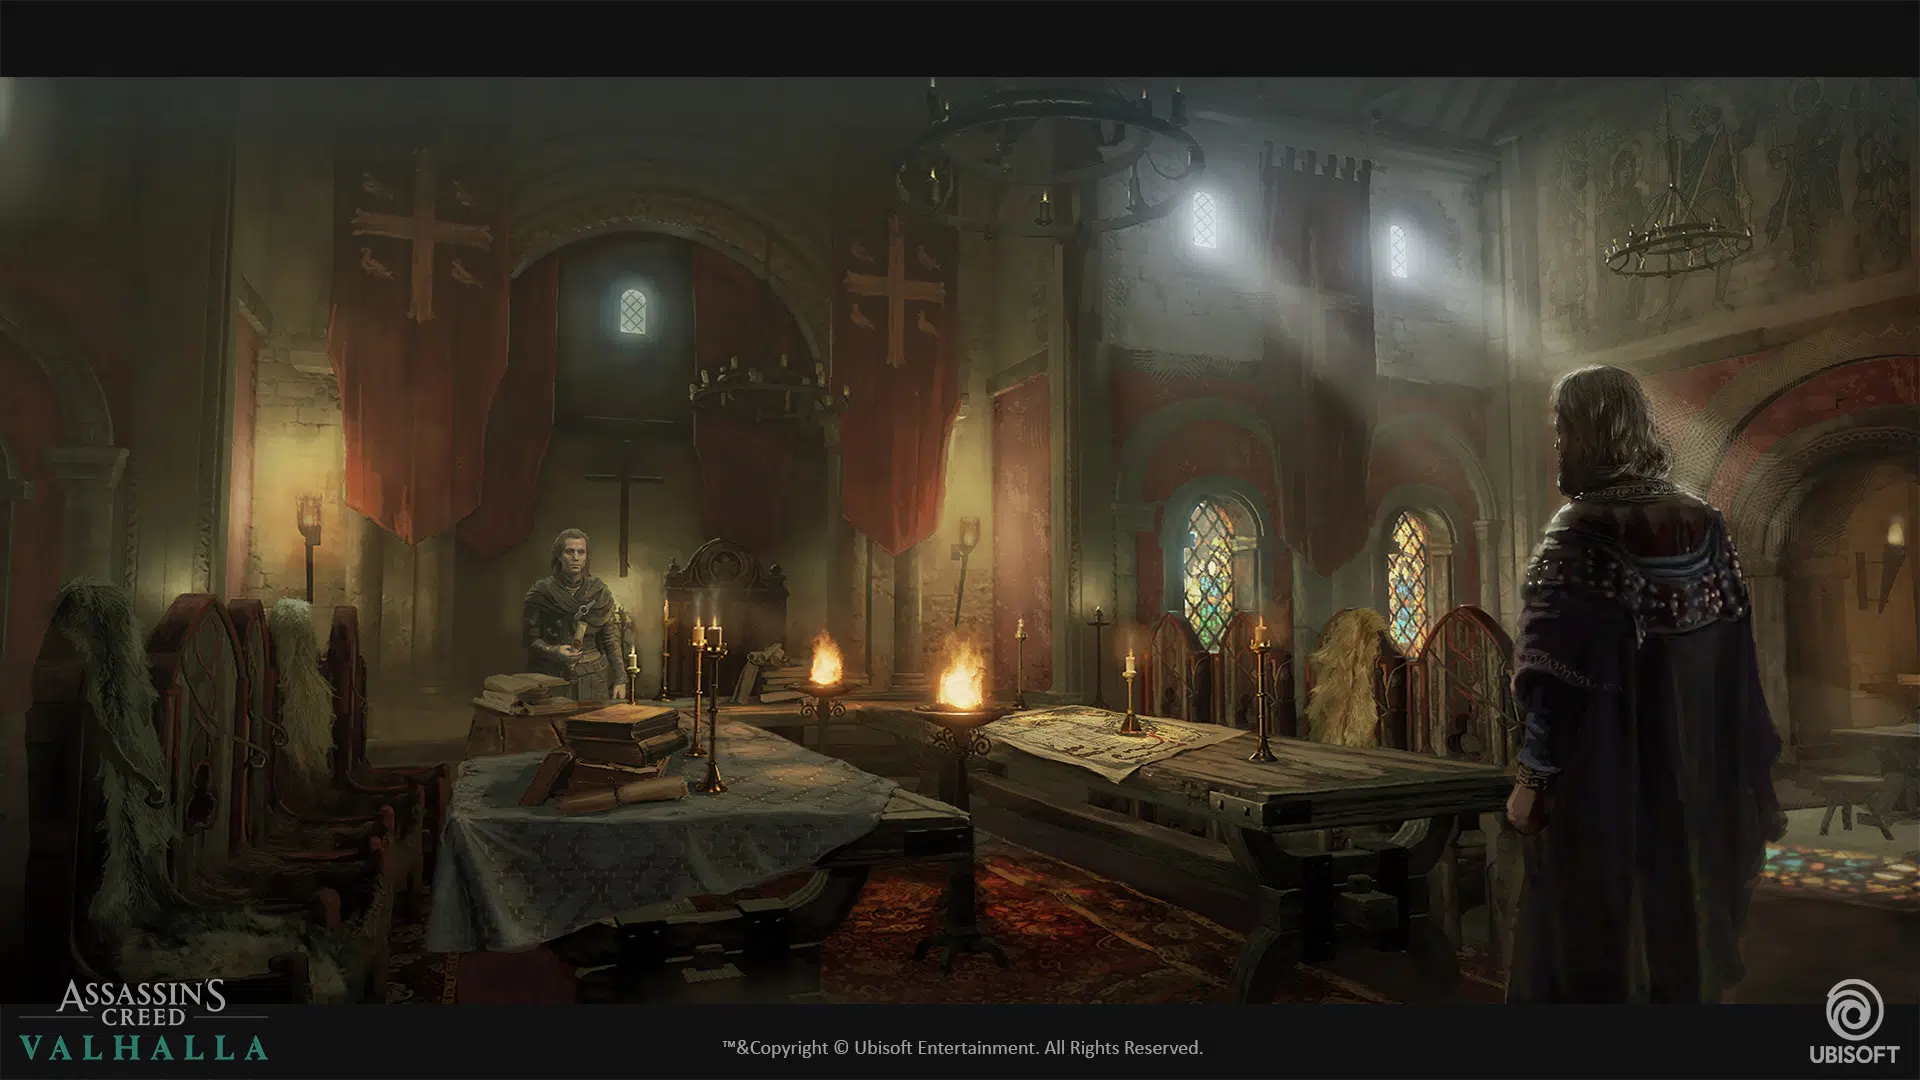 ASSASSIN'S
CREED
VALHALLA
™&Copyright © Ubisoft Entertainment. All Rights Reserved.
UBISOFT